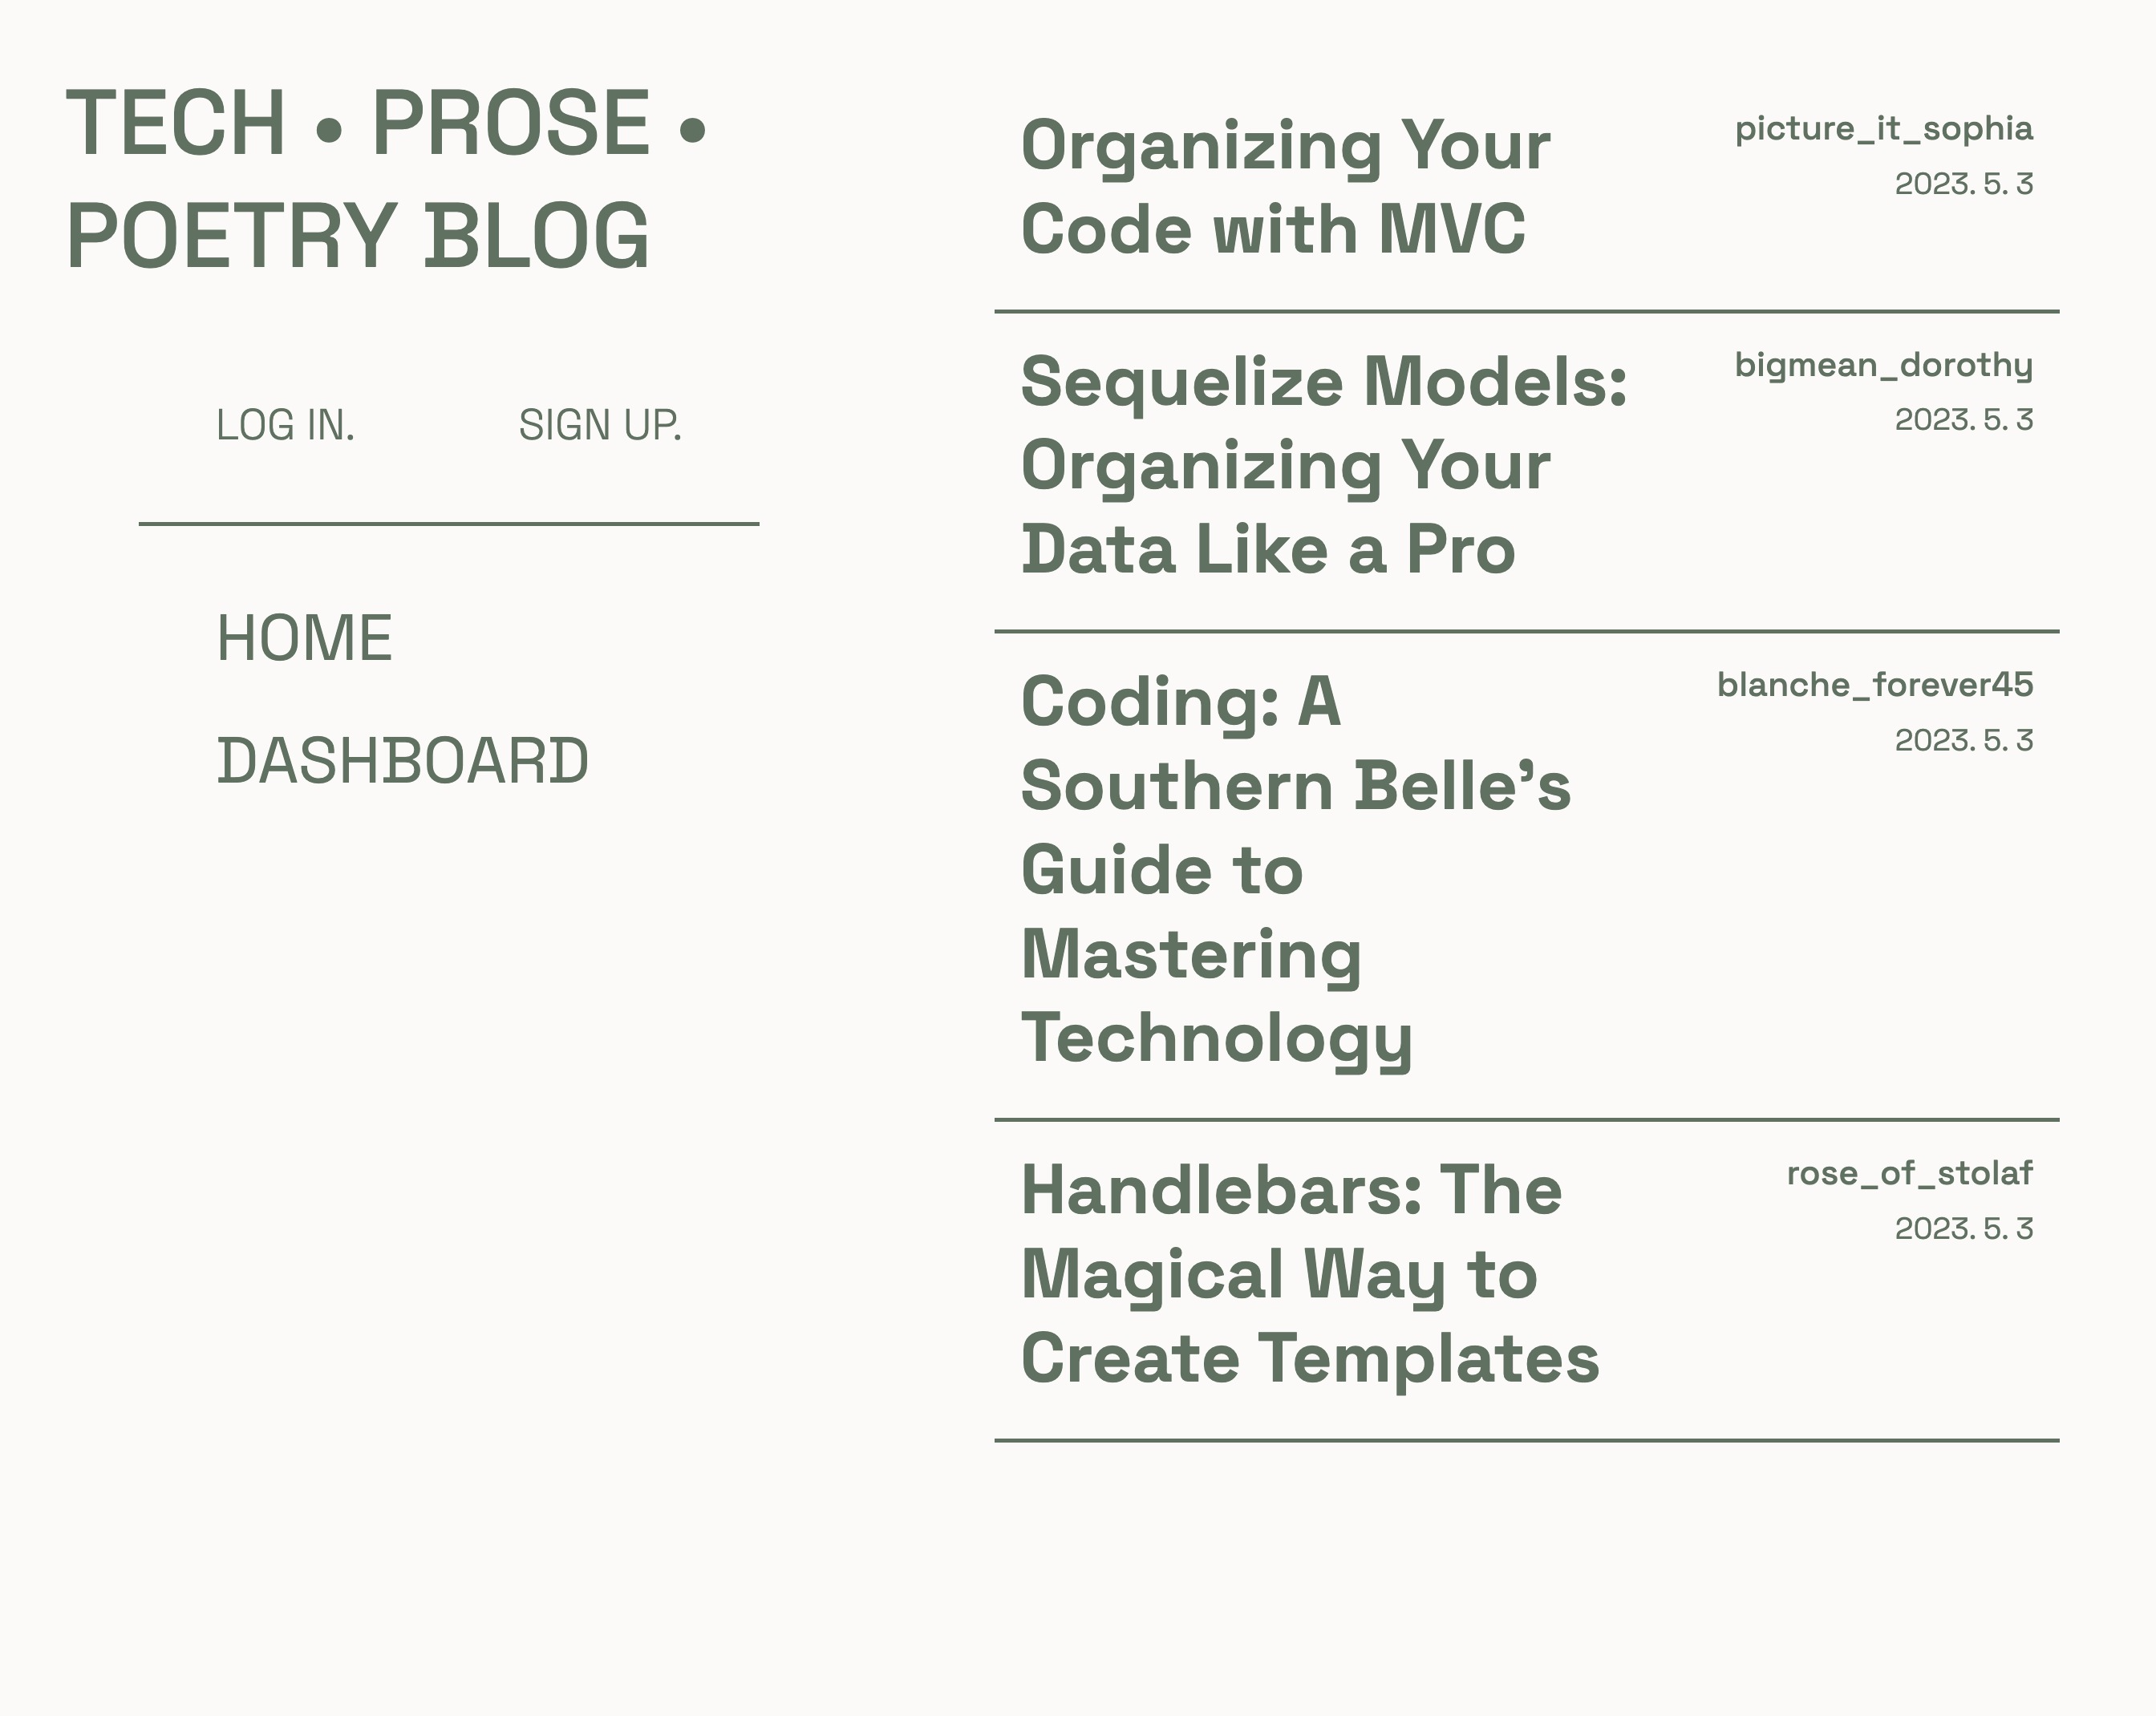 TECH • PROSE •
POETRY BLOG
LOG IN.
SIGN UP.
HOME
DASHBOARD
Organizing Your
Code with MVC
picture_it_sophia
2023. 5. 3
Sequelize Models:
Organizing Your
Data Like a Pro
bigmean_dorothy
2023. 5. 3
Coding: A
Southern Belle’s
Guide to
Mastering
Technology
blanche_forever45
2023. 5. 3
Handlebars: The
Magical Way to
Create Templates
rose_of_stolaf
2023. 5. 3